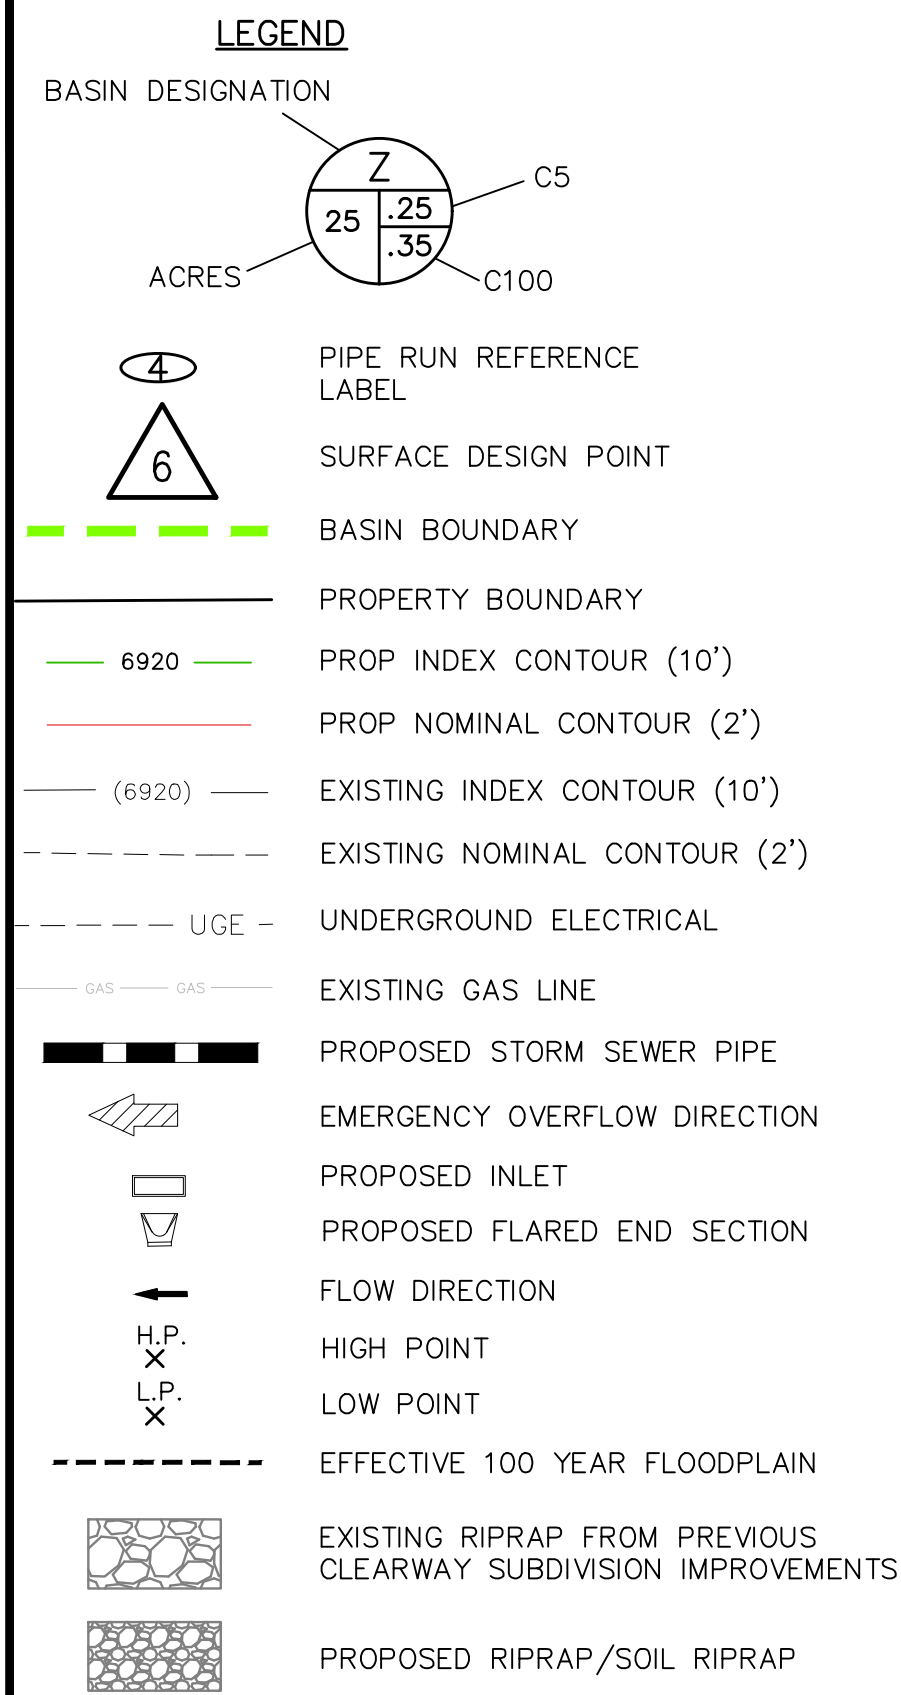 LEGEND
BASIN DESIGNATION
Z
C5
25 .25
.35
ACRES
C100
4 PIPE RUN REFERENCE
LABEL
6 SURFACE DESIGN POINT
BASIN BOUNDARY
PROPERTY BOUNDARY
6920 PROP INDEX CONTOUR (10')
PROP NOMINAL CONTOUR (2')
(6920) EXISTING INDEX CONTOUR (10')
EXISTING NOMINAL CONTOUR (2')
UGE UNDERGROUND ELECTRICAL
GAS GAS EXISTING GAS LINE
PROPOSED STORM SEWER PIPE
EMERGENCY OVERFLOW DIRECTION
PROPOSED INLET
PROPOSED FLARED END SECTION
FLOW DIRECTION
H.P. HIGH POINT
L.P. LOW POINT
EFFECTIVE 100 YEAR FLOODPLAIN
EXISTING RIPRAP FROM PREVIOUS
CLEARWAY SUBDIVISION IMPROVEMENTS
PROPOSED RIPRAP/SOIL RIPRAP